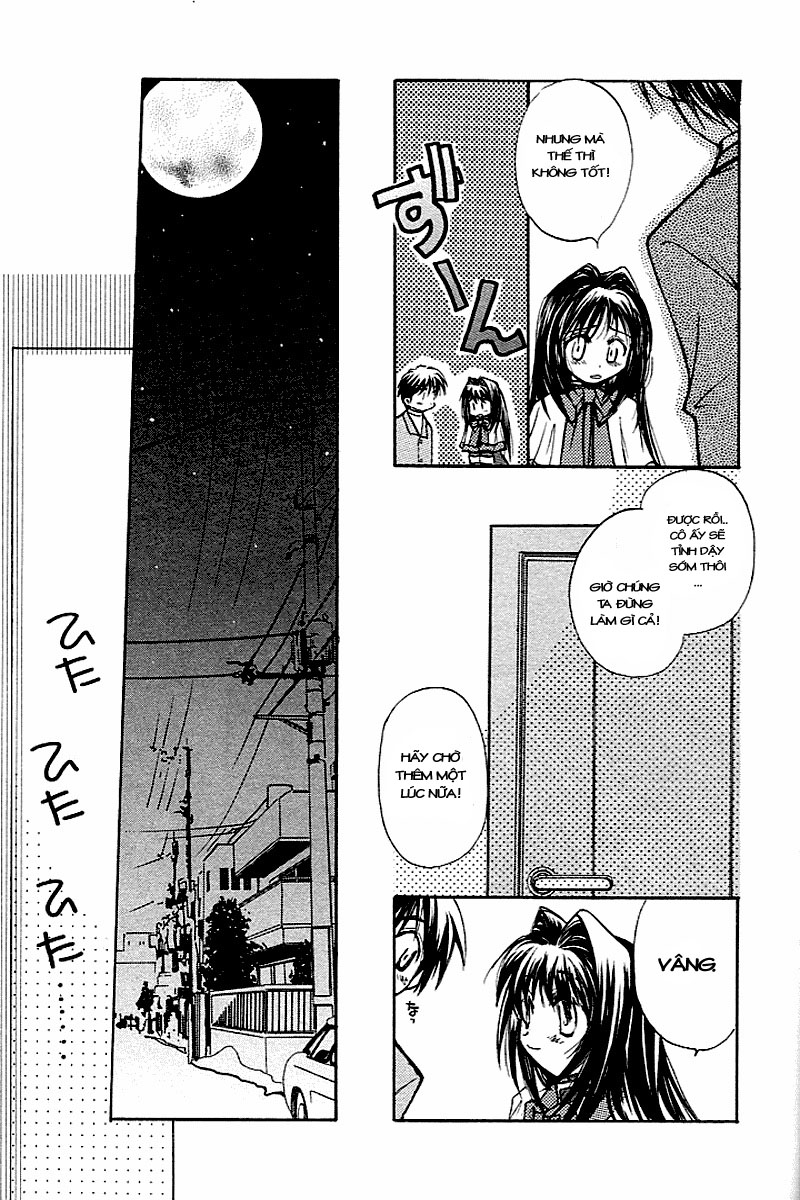 NHƯNG MÀ
THẾ THÌ
KHÔNG TỐT!
ずーん
ĐƯỢC RỒI..
CÔ ẤY SẼ
TỈNH DẬY
SỚM THÔI
...
GIỜ CHÚNG
TA ĐỪNG
LÀM GÌ CẢ!
HÃY CHỜ
THÊM MỘT
LÚC NỮA!
VÂNG.
なっ
ひた
ひた
ひた……